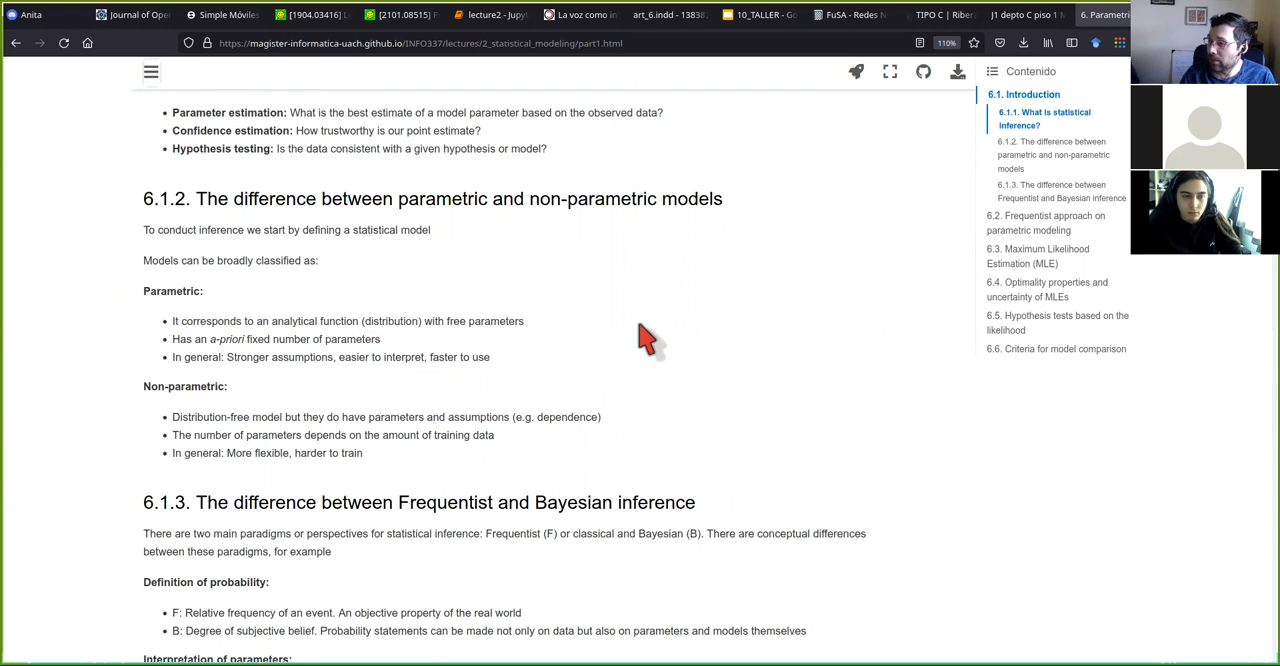 Anita
Journal of Oper
Simple Móviles
[1904.03416] L
[2101.08515] P
lecture2 - Jupyt
La voz como in
art_6.indd - 13838
10_TALLER - Go
FuSA - Redes N
TIPO C | Ribera
J1 depto C piso 1 M
6. Parametri
https://magister-informatica-uach.github.io/INFO337/lectures/2_statistical_modeling/part1.html
110%
Contenido
6.1. Introduction
6.1.1. What is statistical
inference?
6.1.2. The difference between
parametric and non-parametric
models
6.1.3. The difference between
Frequentist and Bayesian inference
6.2. Frequentist approach on
parametric modeling
6.3. Maximum Likelihood
Estimation (MLE)
6.4. Optimality properties and
uncertainty of MLEs
6.5. Hypothesis tests based on the
likelihood
6.6. Criteria for model comparison
• Parameter estimation: What is the best estimate of a model parameter based on the observed data?
• Confidence estimation: How trustworthy is our point estimate?
• Hypothesis testing: Is the data consistent with a given hypothesis or model?
6.1.2. The difference between parametric and non-parametric models
To conduct inference we start by defining a statistical model
Models can be broadly classified as:
Parametric:
• It corresponds to an analytical function (distribution) with free parameters
• Has an a-priori fixed number of parameters
• In general: Stronger assumptions, easier to interpret, faster to use
Non-parametric:
• Distribution-free model but they do have parameters and assumptions (e.g. dependence)
• The number of parameters depends on the amount of training data
• In general: More flexible, harder to train
6.1.3. The difference between Frequentist and Bayesian inference
There are two main paradigms or perspectives for statistical inference: Frequentist (F) or classical and Bayesian (B). There are conceptual differences
between these paradigms, for example
Definition of probability:
• F: Relative frequency of an event. An objective property of the real world
• B: Degree of subjective belief. Probability statements can be made not only on data but also on parameters and models themselves
Interpretation of parameters: